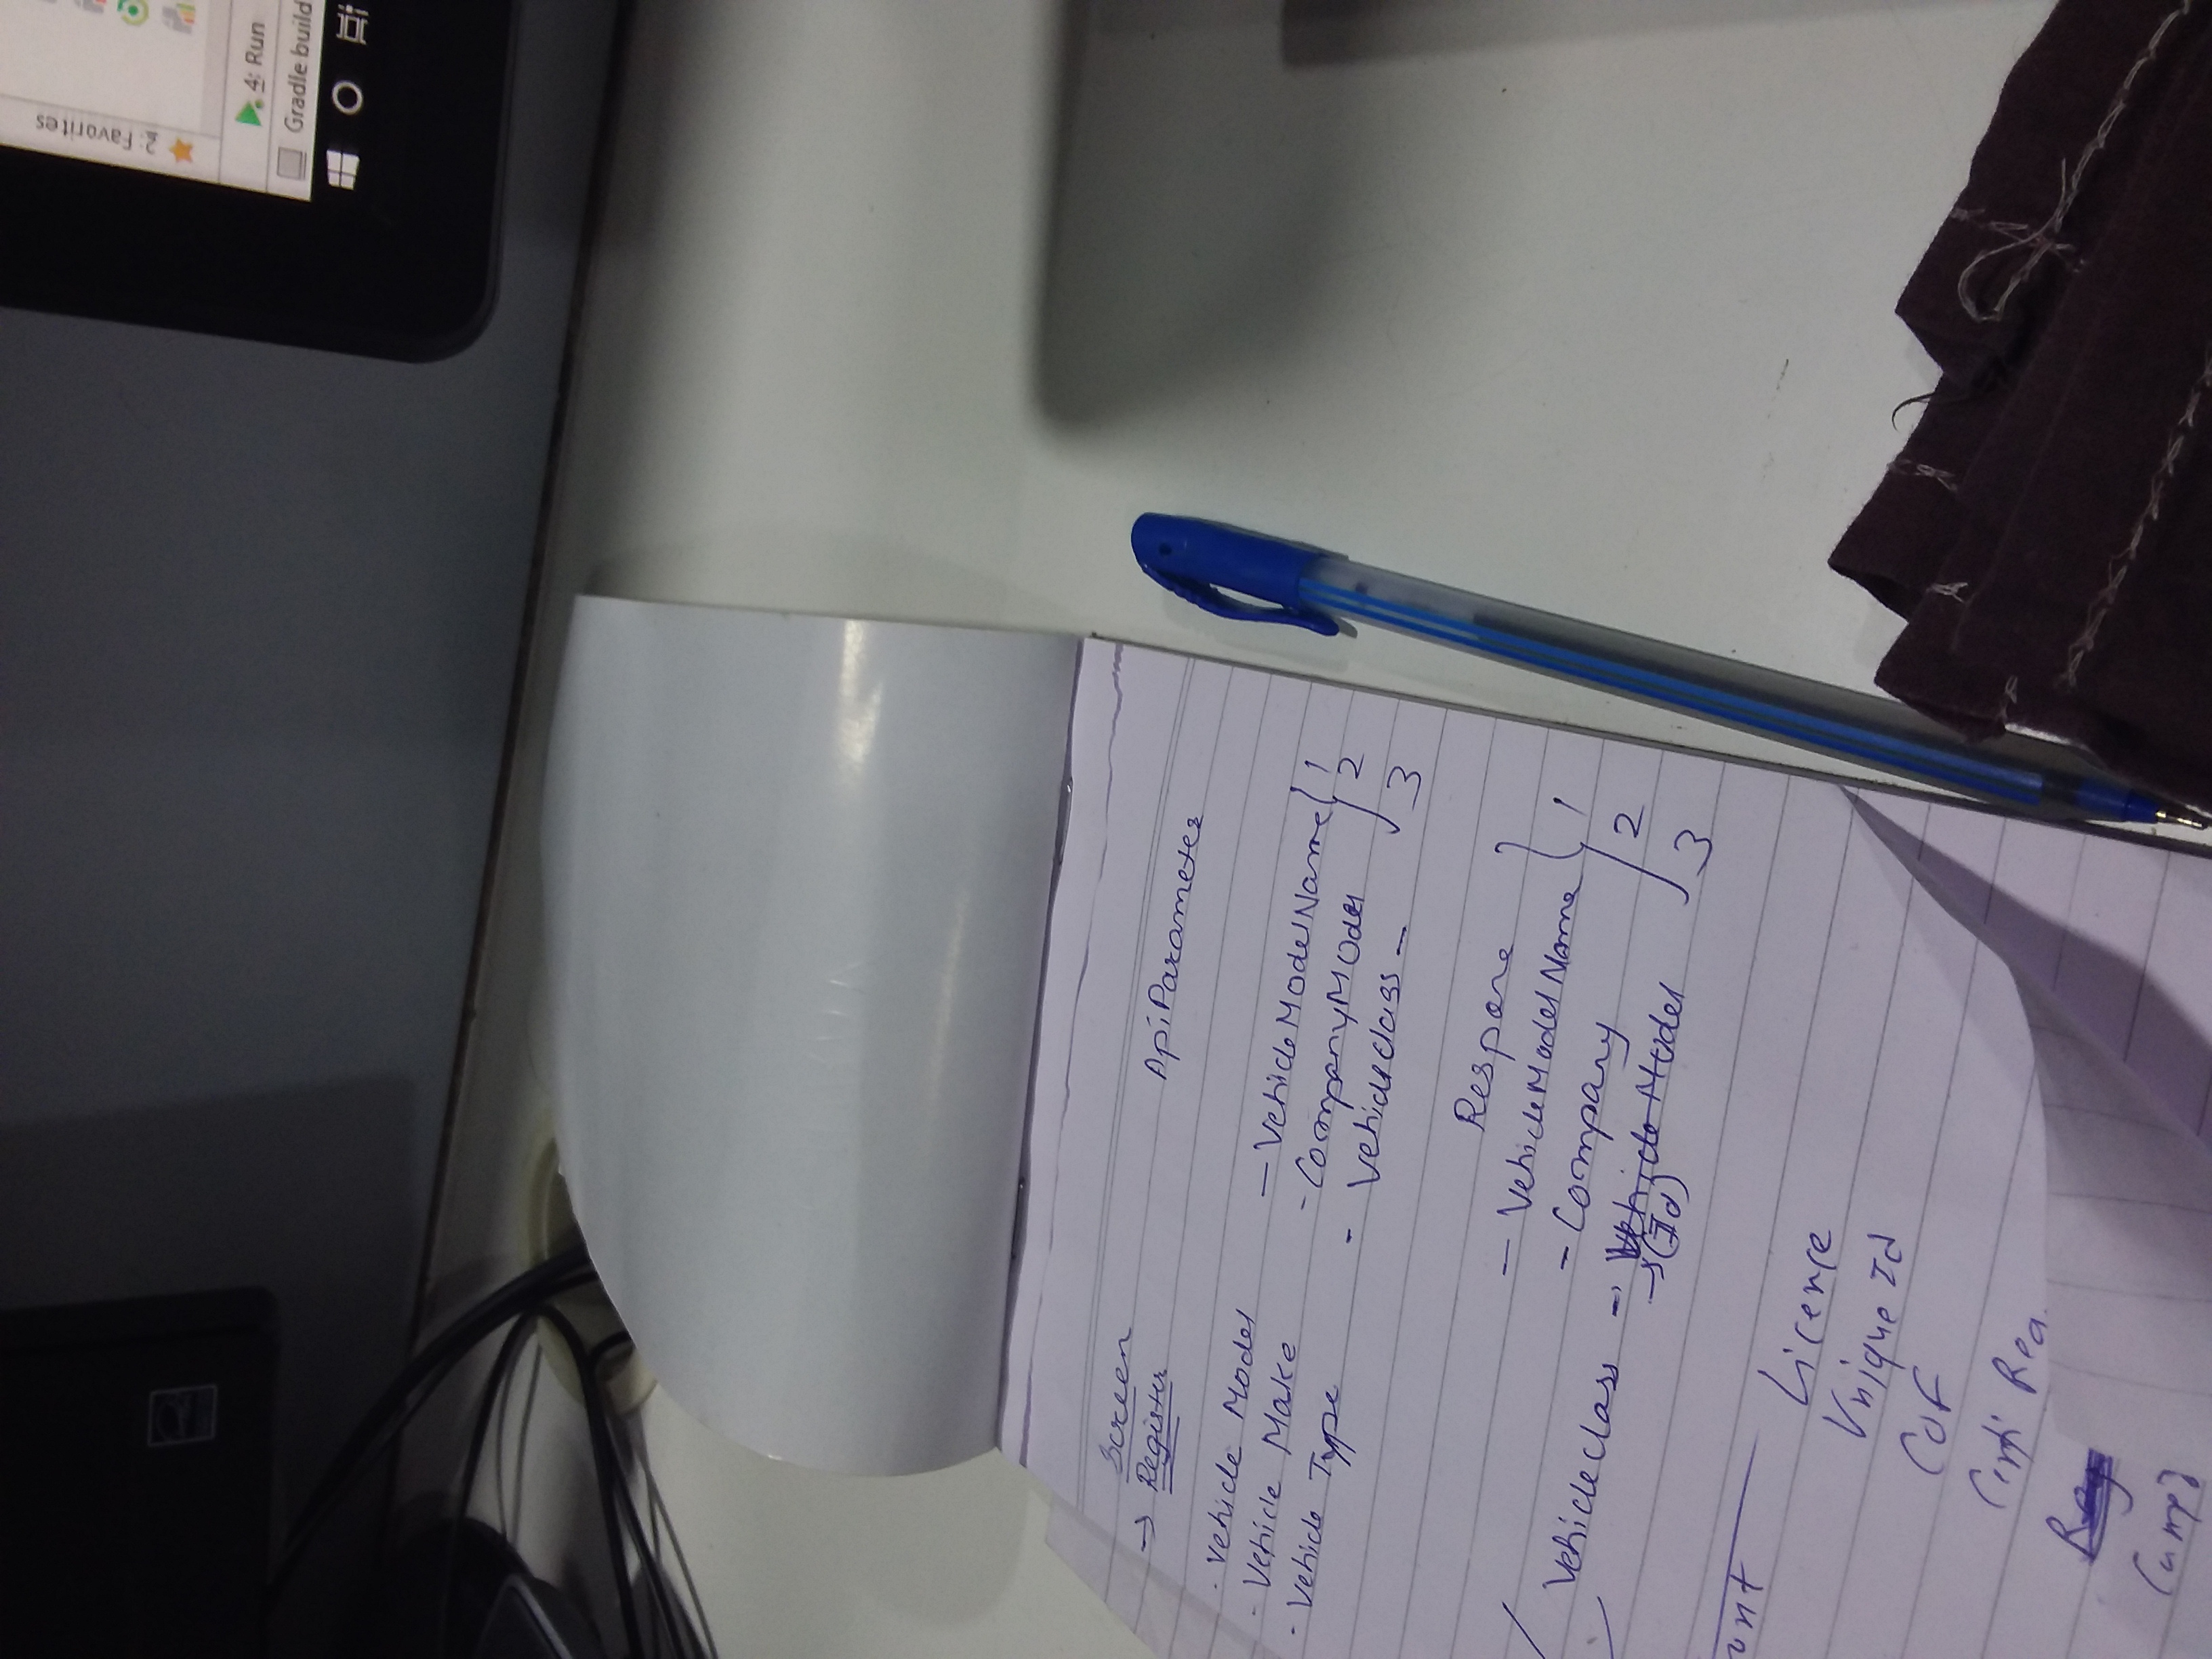 2: Favorites
4: Run
Gradle build
Screen
→ Register
ApiParameter
- Vehicle Model
- Vehicle Make
- Vehicle Type
- VehicleModelName 1
- CompanyModel 2
- Vehicleclass - 3
Respone
- VehicleModelName 1
- Company 2
Vehicleclass -: Vehicle Model 3
→ (Id)
ont
Licence
Unique Id
COF
Rea.
Reg